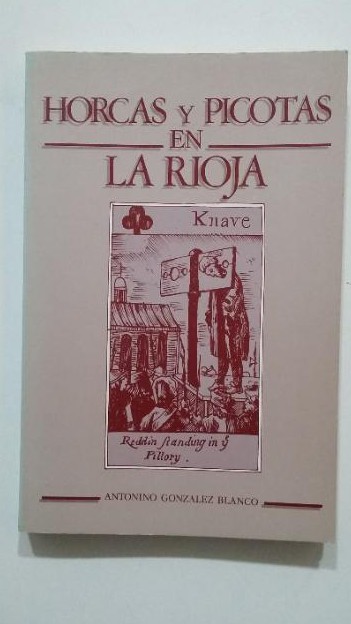 HORCAS Y PICOTAS
EN
LA RIOJA
Knave
Reddin standing in ye
Pillory.
ANTONINO GONZALEZ BLANCO